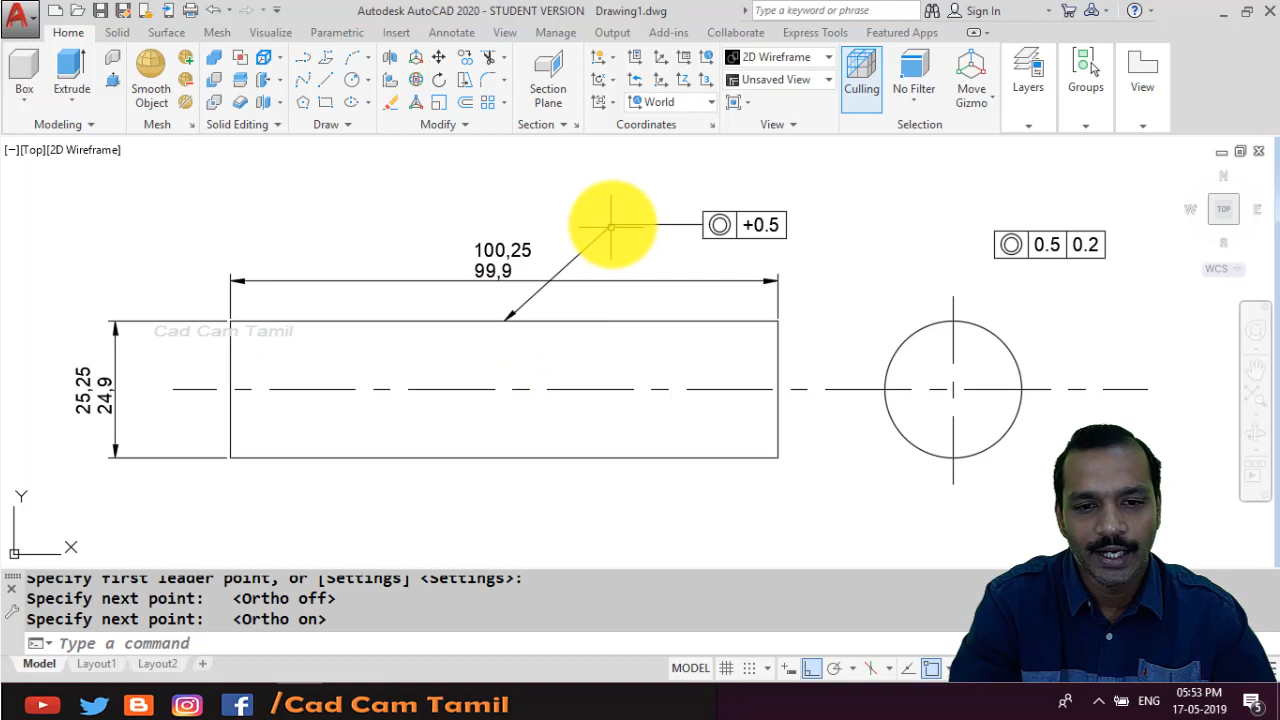 Autodesk AutoCAD 2020 - STUDENT VERSION Drawing1.dwg
Type a keyword or phrase
Sign In
Home Solid Surface Mesh Visualize Parametric Insert Annotate View Manage Output Add-ins Collaborate Express Tools Featured Apps
Box
Extrude
Smooth
Object
Section
Plane
World
2D Wireframe
Unsaved View
Culling
No Filter
Move
Gizmo
Layers
Groups
View
Modeling
Mesh
Solid Editing
Draw
Modify
Section
Coordinates
View
Selection
[−][Top][2D Wireframe]
N
W TOP E
S
WCS
+0.5
0.5 0.2
100,25
99,9
Cad Cam Tamil
25,25
24,9
Y
X
Specify first leader point, or [Settings] <Settings>:
Specify next point: <Ortho off>
Specify next point: <Ortho on>
Type a command
Model Layout1 Layout2 +
MODEL
/Cad Cam Tamil
ENG
05:53 PM
17-05-2019
5